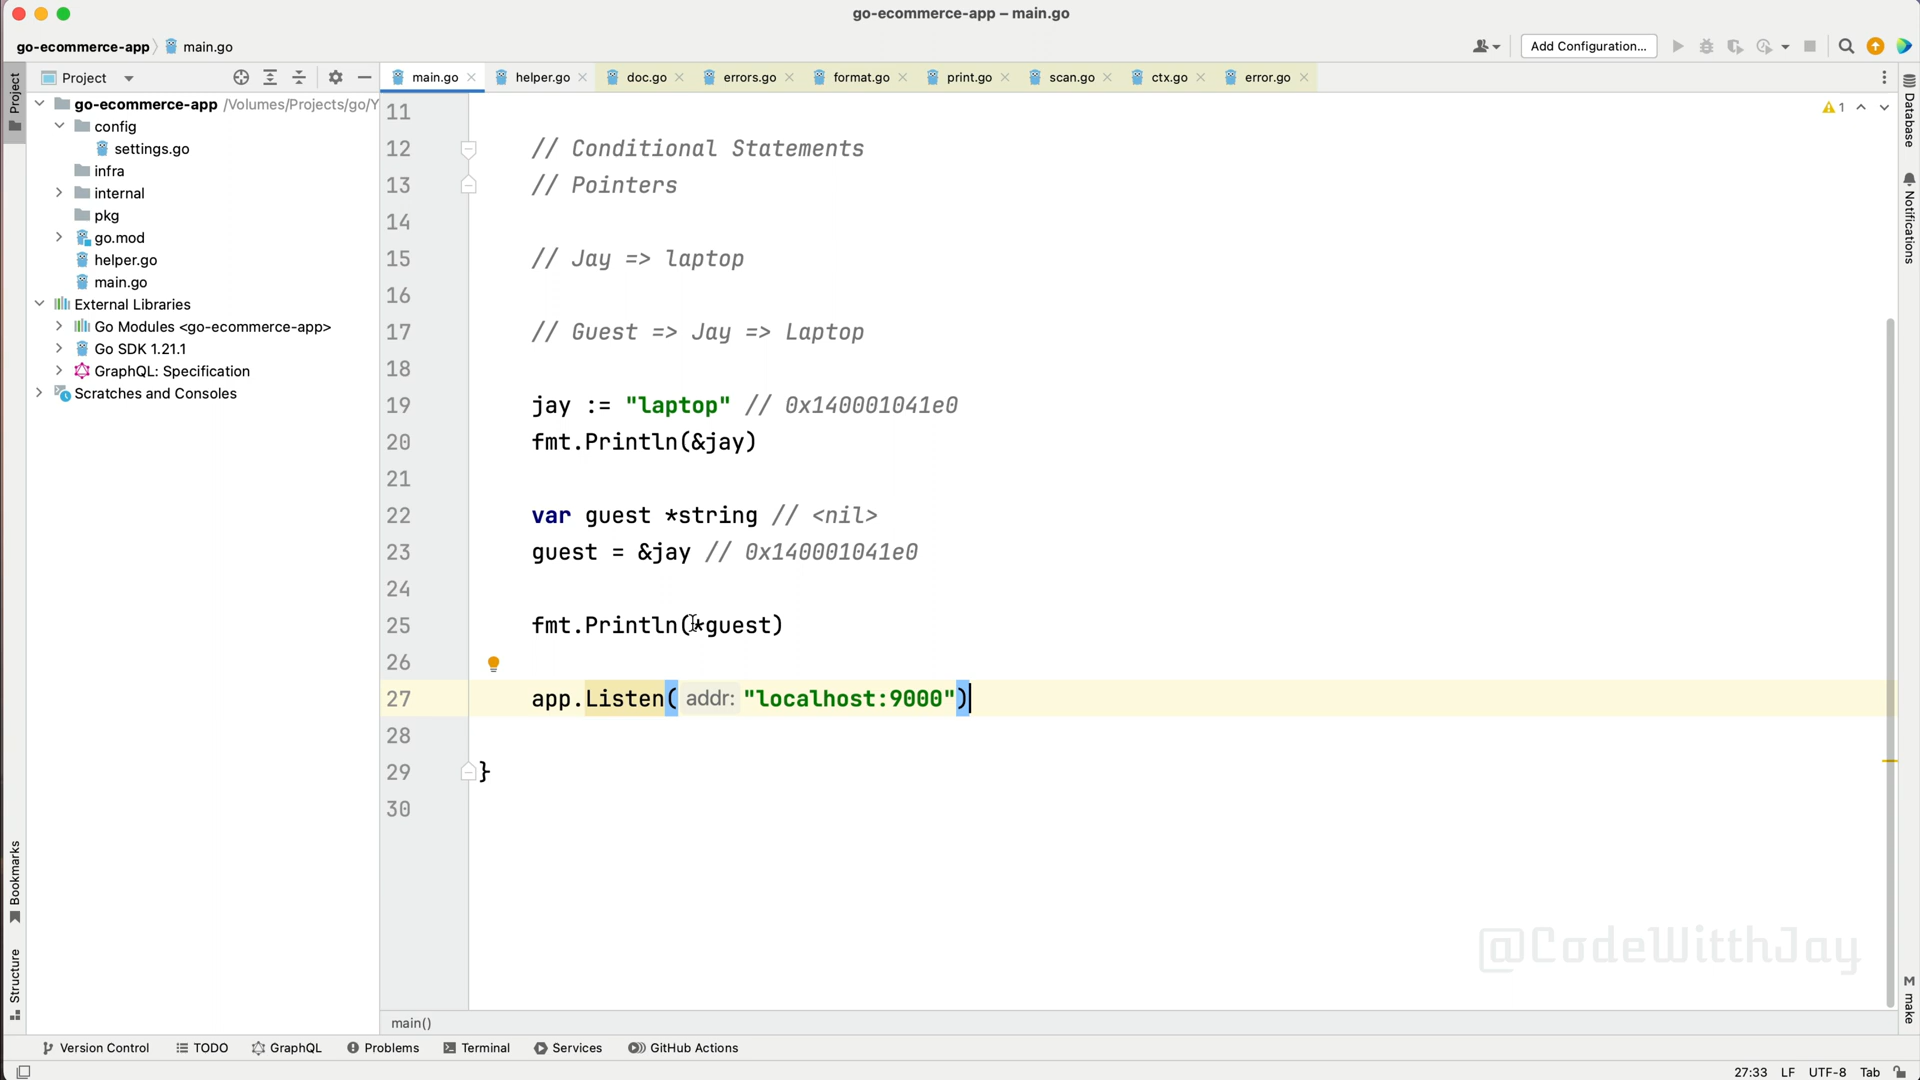 go-ecommerce-app – main.go
go-ecommerce-app main.go
Add Configuration...
Project
Project
main.go
helper.go
doc.go
errors.go
format.go
print.go
scan.go
ctx.go
error.go
go-ecommerce-app /Volumes/Projects/go/Y
config
settings.go
infra
internal
pkg
go.mod
helper.go
main.go
External Libraries
Go Modules <go-ecommerce-app>
Go SDK 1.21.1
GraphQL: Specification
Scratches and Consoles
11
12 // Conditional Statements
13 // Pointers
14
15 // Jay => laptop
16
17 // Guest => Jay => Laptop
18
19 jay := "laptop" // 0x140001041e0
20 fmt.Println(&jay)
21
22 var guest *string // <nil>
23 guest = &jay // 0x140001041e0
24
25 fmt.Println(*guest)
26
27 app.Listen( addr: "localhost:9000")
28
29 }
30
1
Database
Notifications
make
Bookmarks
Structure
@CodeWitthJay
main()
Version Control
TODO
GraphQL
Problems
Terminal
Services
GitHub Actions
27:33 LF UTF-8 Tab